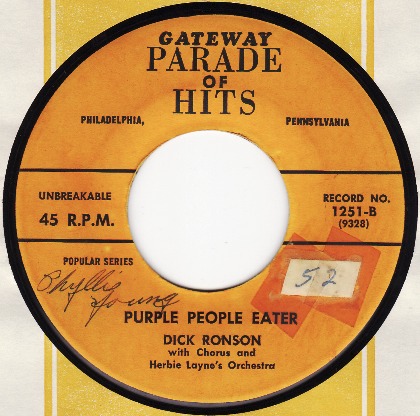 GATEWAY
PARADE
OF
HITS
PHILADELPHIA, PENNSYLVANIA
UNBREAKABLE
45 R.P.M.
RECORD NO.
1251-B
(9328)
POPULAR SERIES
Phyllis
Young
52
PURPLE PEOPLE EATER
DICK RONSON
with Chorus and
Herbie Layne's Orchestra